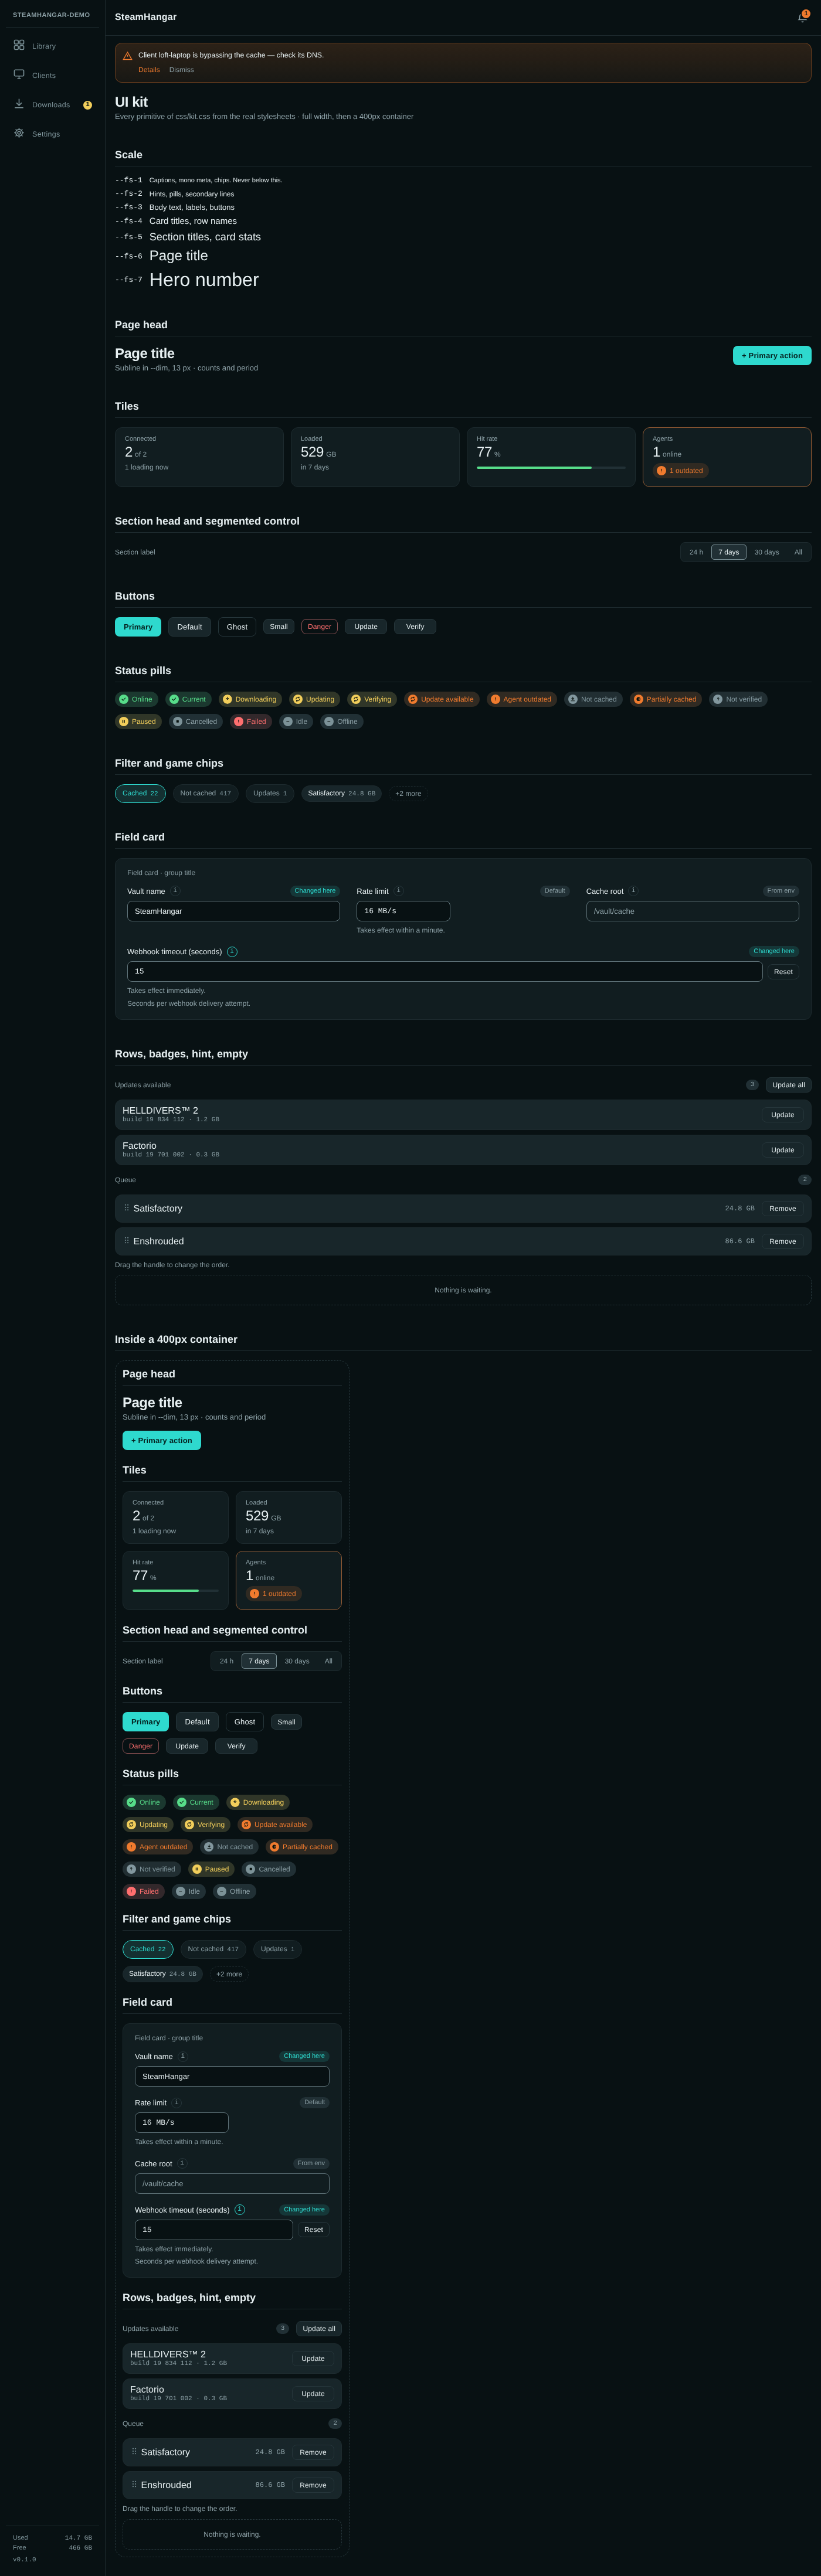 STEAMHANGAR-DEMO
Library
Clients
Downloads 1
Settings
SteamHangar
1
Client loft-laptop is bypassing the cache — check its DNS.
Details Dismiss
UI kit
Every primitive of css/kit.css from the real stylesheets · full width, then a 400px container
Scale
--fs-1 Captions, mono meta, chips. Never below this.
--fs-2 Hints, pills, secondary lines
--fs-3 Body text, labels, buttons
--fs-4 Card titles, row names
--fs-5 Section titles, card stats
--fs-6 Page title
--fs-7 Hero number
Page head
Page title
+ Primary action
Subline in --dim, 13 px · counts and period
Tiles
Connected Loaded Hit rate Agents
2 of 2 529 GB 77 % 1 online
1 loading now in 7 days ! 1 outdated
Section head and segmented control
Section label 24 h 7 days 30 days All
Buttons
Primary Default Ghost Small Danger Update Verify
Status pills
Online Current Downloading Updating Verifying Update available Agent outdated Not cached Partially cached Not verified
Paused Cancelled Failed Idle Offline
Filter and game chips
Cached 22 Not cached 417 Updates 1 Satisfactory 24.8 GB +2 more
Field card
Field card · group title
Vault name i Changed here Rate limit i Default Cache root i From env
SteamHangar 16 MB/s /vault/cache
Takes effect within a minute.
Webhook timeout (seconds) i Changed here
15 Reset
Takes effect immediately.
Seconds per webhook delivery attempt.
Rows, badges, hint, empty
Updates available 3 Update all
HELLDIVERS™ 2
build 19 834 112 · 1.2 GB
Update
Factorio
build 19 701 002 · 0.3 GB
Update
Queue 2
Satisfactory 24.8 GB Remove
Enshrouded 86.6 GB Remove
Drag the handle to change the order.
Nothing is waiting.
Inside a 400px container
Page head
Page title
Subline in --dim, 13 px · counts and period
+ Primary action
Tiles
Connected Loaded
2 of 2 529 GB
1 loading now in 7 days
Hit rate Agents
77 % 1 online
! 1 outdated
Section head and segmented control
Section label 24 h 7 days 30 days All
Buttons
Primary Default Ghost Small
Danger Update Verify
Status pills
Online Current Downloading
Updating Verifying Update available
Agent outdated Not cached Partially cached
Not verified Paused Cancelled
Failed Idle Offline
Filter and game chips
Cached 22 Not cached 417 Updates 1
Satisfactory 24.8 GB +2 more
Field card
Field card · group title
Vault name i Changed here
SteamHangar
Rate limit i Default
16 MB/s
Takes effect within a minute.
Cache root i From env
/vault/cache
Webhook timeout (seconds) i Changed here
15 Reset
Takes effect immediately.
Seconds per webhook delivery attempt.
Rows, badges, hint, empty
Updates available 3 Update all
HELLDIVERS™ 2
build 19 834 112 · 1.2 GB
Update
Factorio
build 19 701 002 · 0.3 GB
Update
Queue 2
Satisfactory 24.8 GB Remove
Enshrouded 86.6 GB Remove
Drag the handle to change the order.
Nothing is waiting.
Used 14.7 GB
Free 466 GB
v0.1.0